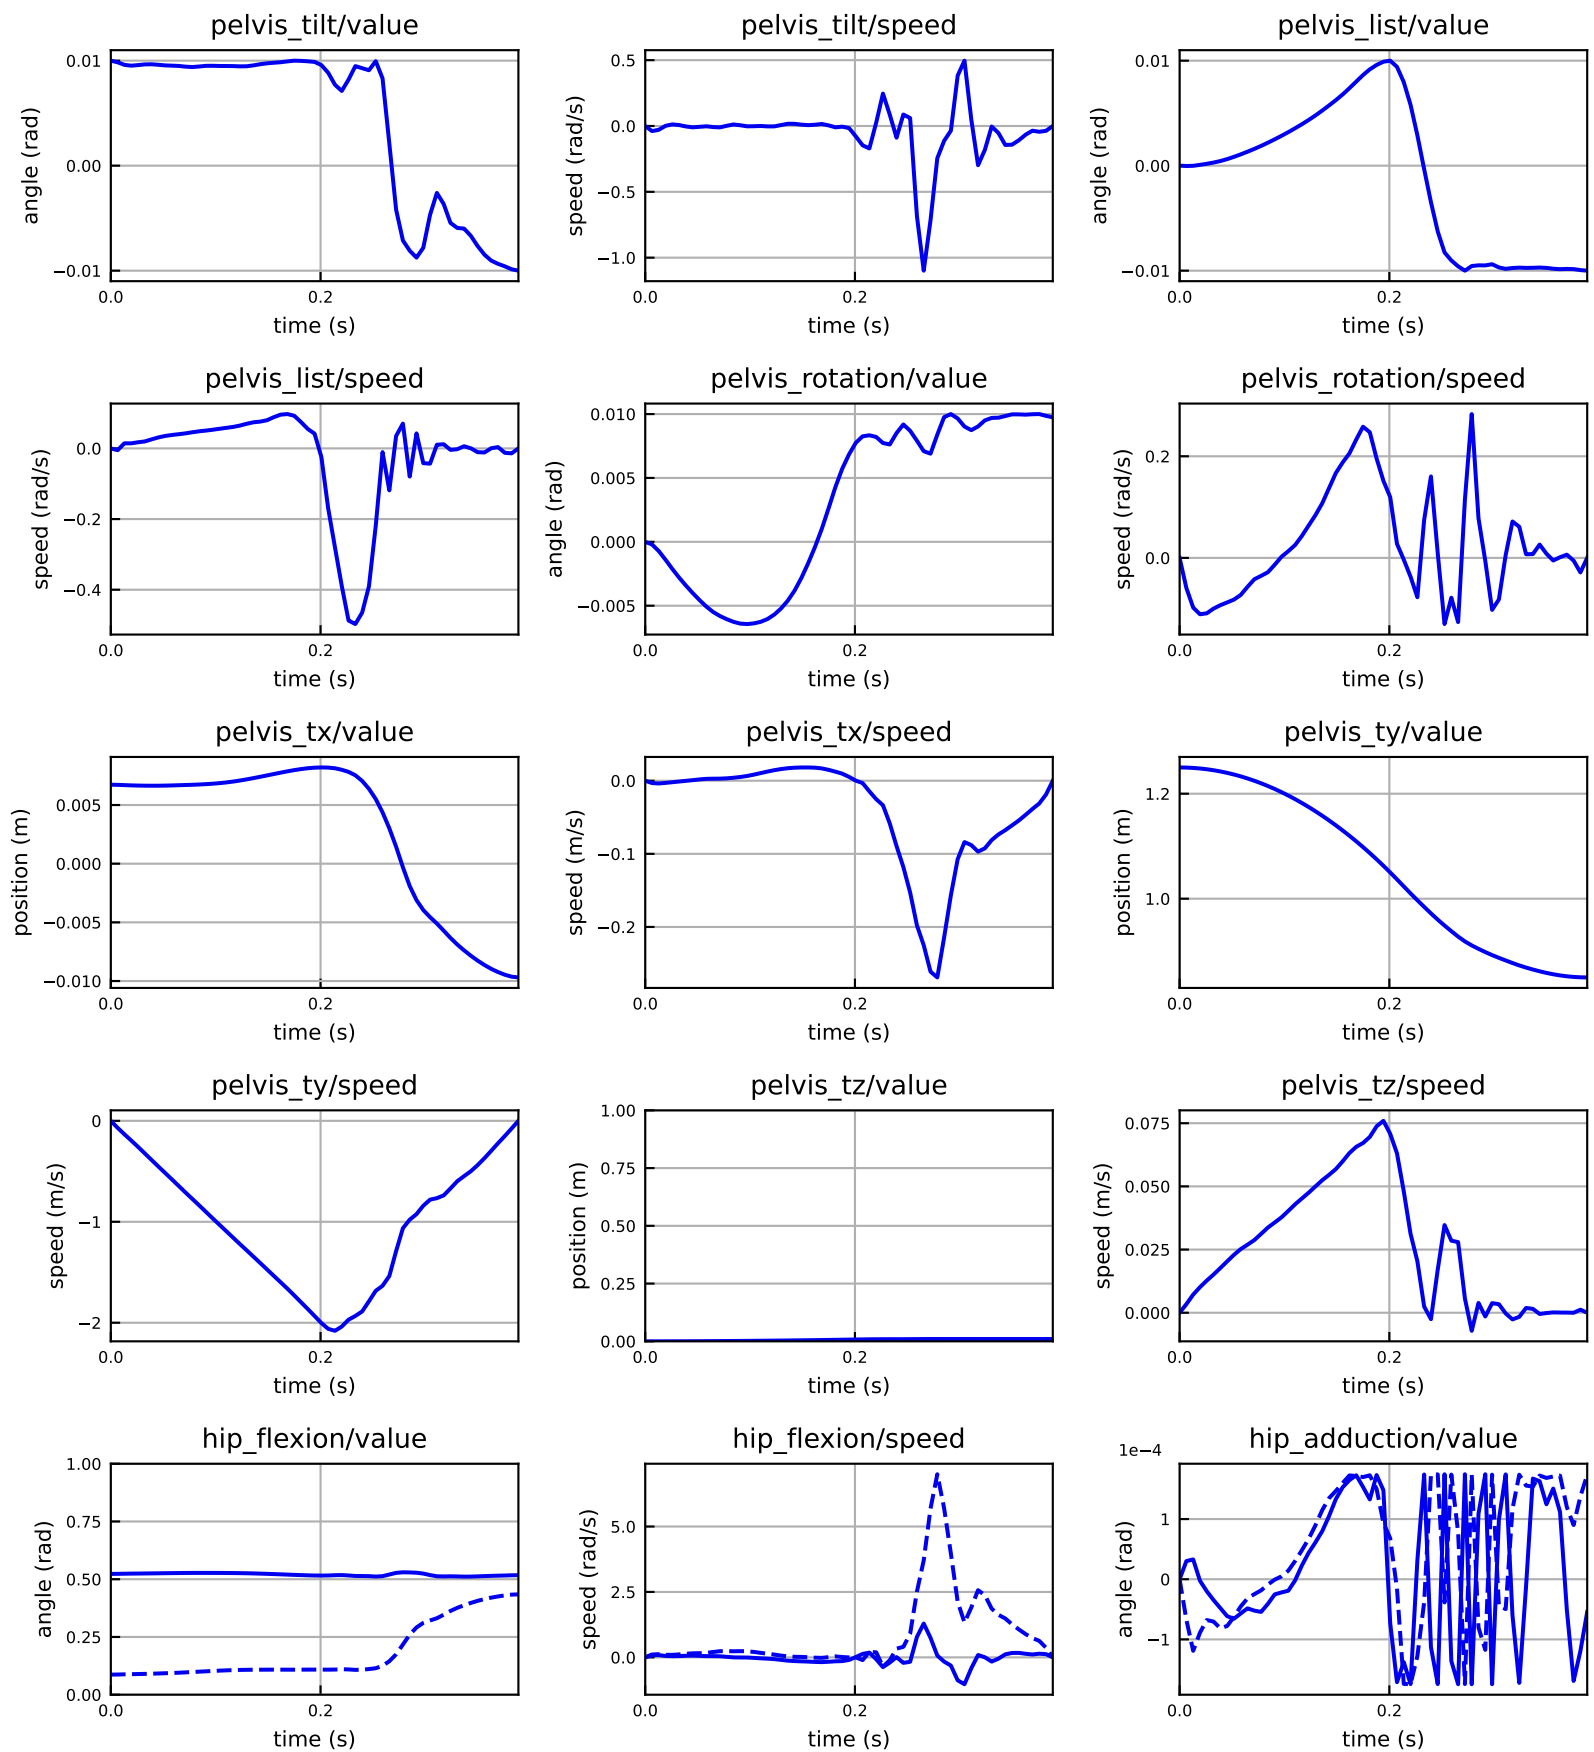 pelvis_tilt/value
angle (rad)
0.01
0.00
−0.01
0.0
0.2
time (s)
pelvis_tilt/speed
speed (rad/s)
0.5
0.0
−0.5
−1.0
0.0
0.2
time (s)
pelvis_list/value
angle (rad)
0.01
0.00
−0.01
0.0
0.2
time (s)
pelvis_list/speed
speed (rad/s)
0.0
−0.2
−0.4
0.0
0.2
time (s)
pelvis_rotation/value
angle (rad)
0.010
0.005
0.000
−0.005
0.0
0.2
time (s)
pelvis_rotation/speed
speed (rad/s)
0.2
0.0
0.0
0.2
time (s)
pelvis_tx/value
position (m)
0.005
0.000
−0.005
−0.010
0.0
0.2
time (s)
pelvis_tx/speed
speed (m/s)
0.0
−0.1
−0.2
0.0
0.2
time (s)
pelvis_ty/value
position (m)
1.2
1.0
0.0
0.2
time (s)
pelvis_ty/speed
speed (m/s)
0
−1
−2
0.0
0.2
time (s)
pelvis_tz/value
position (m)
1.00
0.75
0.50
0.25
0.00
0.0
0.2
time (s)
pelvis_tz/speed
speed (m/s)
0.075
0.050
0.025
0.000
0.0
0.2
time (s)
hip_flexion/value
angle (rad)
1.00
0.75
0.50
0.25
0.00
0.0
0.2
time (s)
hip_flexion/speed
speed (rad/s)
5.0
2.5
0.0
0.0
0.2
time (s)
hip_adduction/value
1e−4
angle (rad)
1
0
−1
0.0
0.2
time (s)